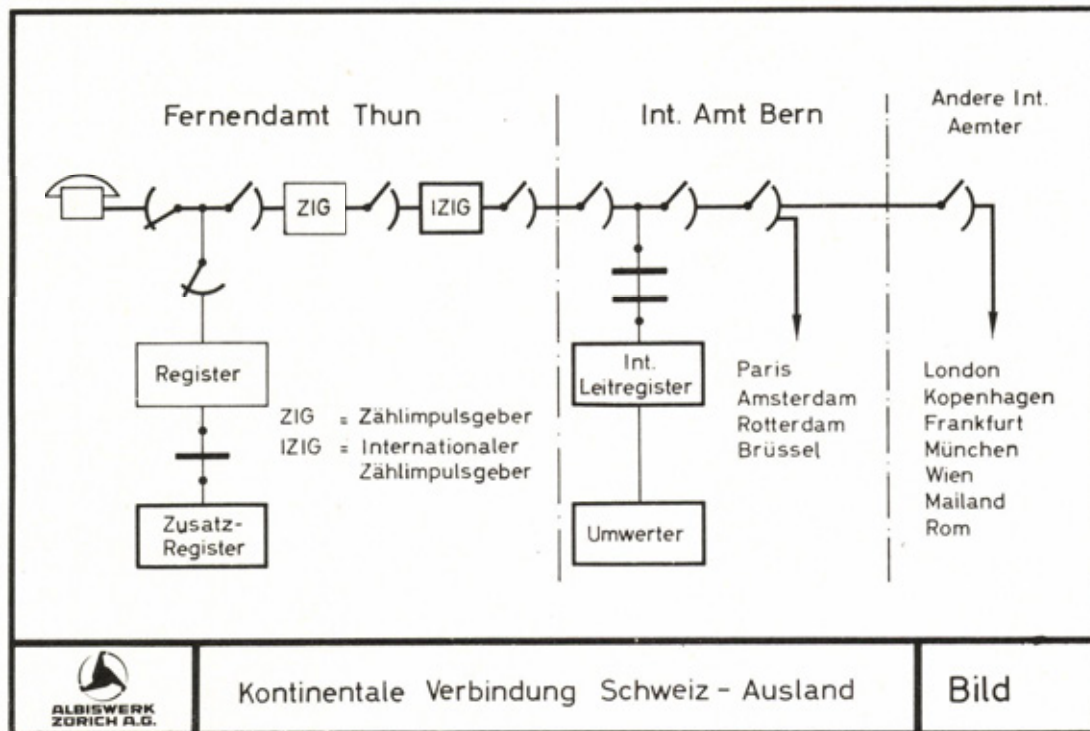 Fernendamt Thun
Int. Amt Bern
Andere Int.
Aemter
ZIG
IZIG
Register
ZIG = Zählimpulsgeber
IZIG = Internationaler
Zählimpulsgeber
Zusatz-
Register
Int.
Leitregister
Umwerter
Paris
Amsterdam
Rotterdam
Brüssel
London
Kopenhagen
Frankfurt
München
Wien
Mailand
Rom
ALBISWERK
ZÜRICH A.G.
Kontinentale Verbindung Schweiz - Ausland
Bild